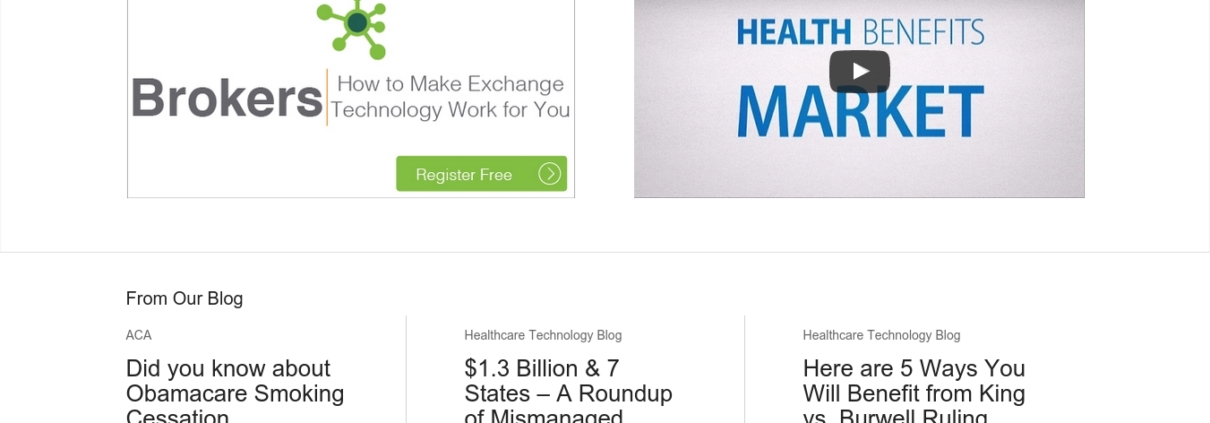 HEALTH BENEFITS
Brokers
How to Make Exchange
Technology Work for You
MARKET
Register Free
From Our Blog
ACA
Did you know about
Obamacare Smoking
Cessation
Healthcare Technology Blog
$1.3 Billion & 7
States – A Roundup
of Mismanaged
Healthcare Technology Blog
Here are 5 Ways You
Will Benefit from King
vs. Burwell Ruling